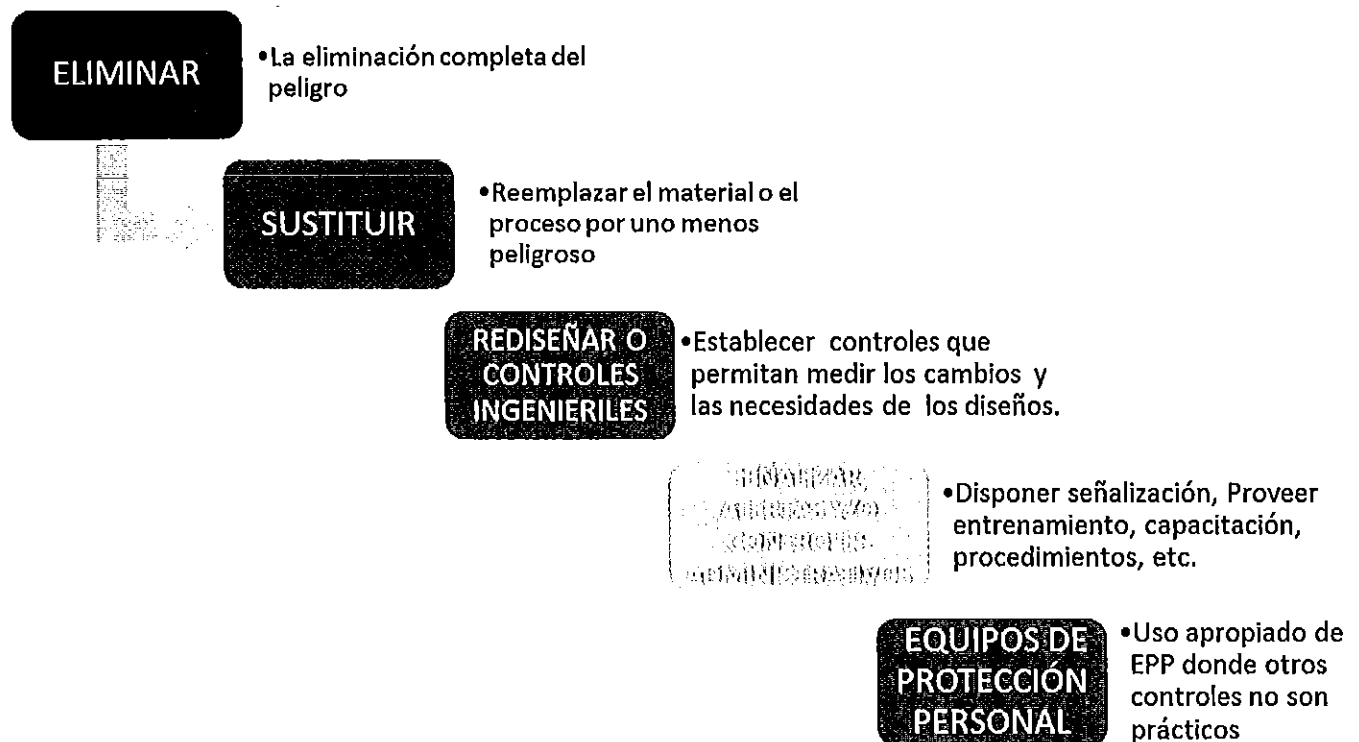 ELIMINAR
•La eliminación completa del
peligro
SUSTITUIR
•Reemplazar el material o el
proceso por uno menos
peligroso
REDISEÑAR O
CONTROLES
INGENIERILES
•Establecer controles que
permitan medir los cambios y
las necesidades de los diseños.
ADMINISTRATIVOS
•Disponer señalización, Proveer
entrenamiento, capacitación,
procedimientos, etc.
EQUIPOS DE
PROTECCIÓN
PERSONAL
•Uso apropiado de
EPP donde otros
controles no son
prácticos